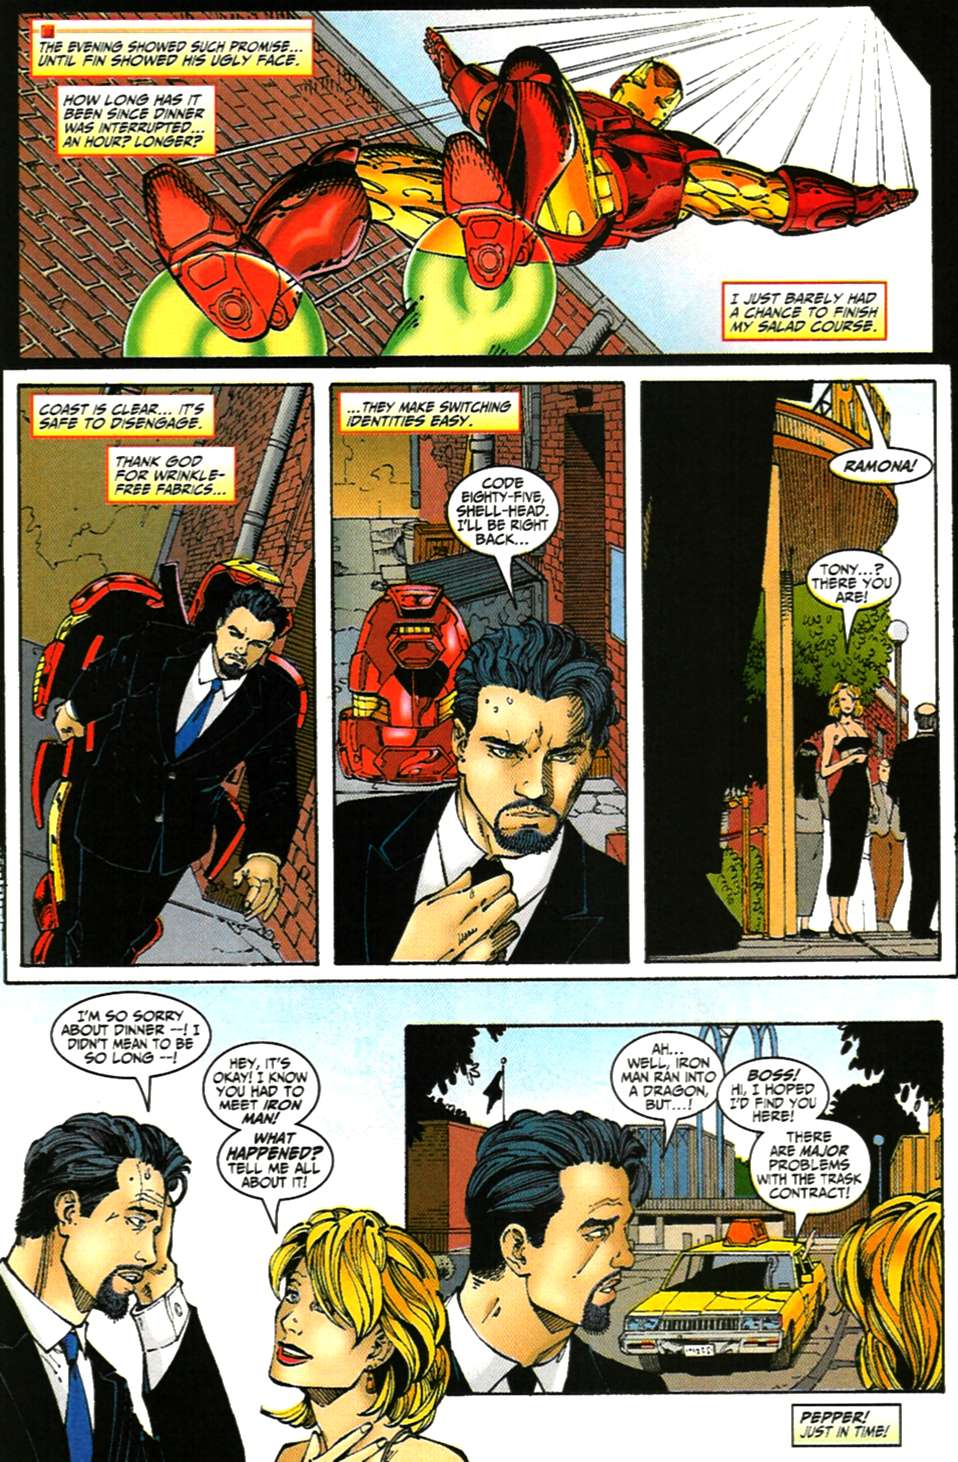 THE EVENING SHOWED SUCH PROMISE...
UNTIL FIN SHOWED HIS UGLY FACE.
HOW LONG HAS IT
BEEN SINCE DINNER
WAS INTERRUPTED...
AN HOUR? LONGER?
I JUST BARELY HAD
A CHANCE TO FINISH
MY SALAD COURSE.
COAST IS CLEAR... IT'S
SAFE TO DISENGAGE.
THANK GOD
FOR WRINKLE-
FREE FABRICS...
...THEY MAKE SWITCHING
IDENTITIES EASY.
CODE
EIGHTY-FIVE,
SHELL-HEAD.
I'LL BE RIGHT
BACK...
RAMONA!
TONY...?
THERE YOU
ARE!
I'M SO SORRY
ABOUT DINNER --! I
DIDN'T MEAN TO BE
SO LONG --!
HEY, IT'S
OKAY! I KNOW
YOU HAD TO
MEET IRON
MAN!
WHAT
HAPPENED?
TELL ME ALL
ABOUT IT!
AH...
WELL, IRON
MAN RAN INTO
A DRAGON,
BUT...!
BOSS!
HI, I HOPED
I'D FIND YOU
HERE!
THERE
ARE MAJOR
PROBLEMS
WITH THE TRASK
CONTRACT!
PEPPER!
JUST IN TIME!